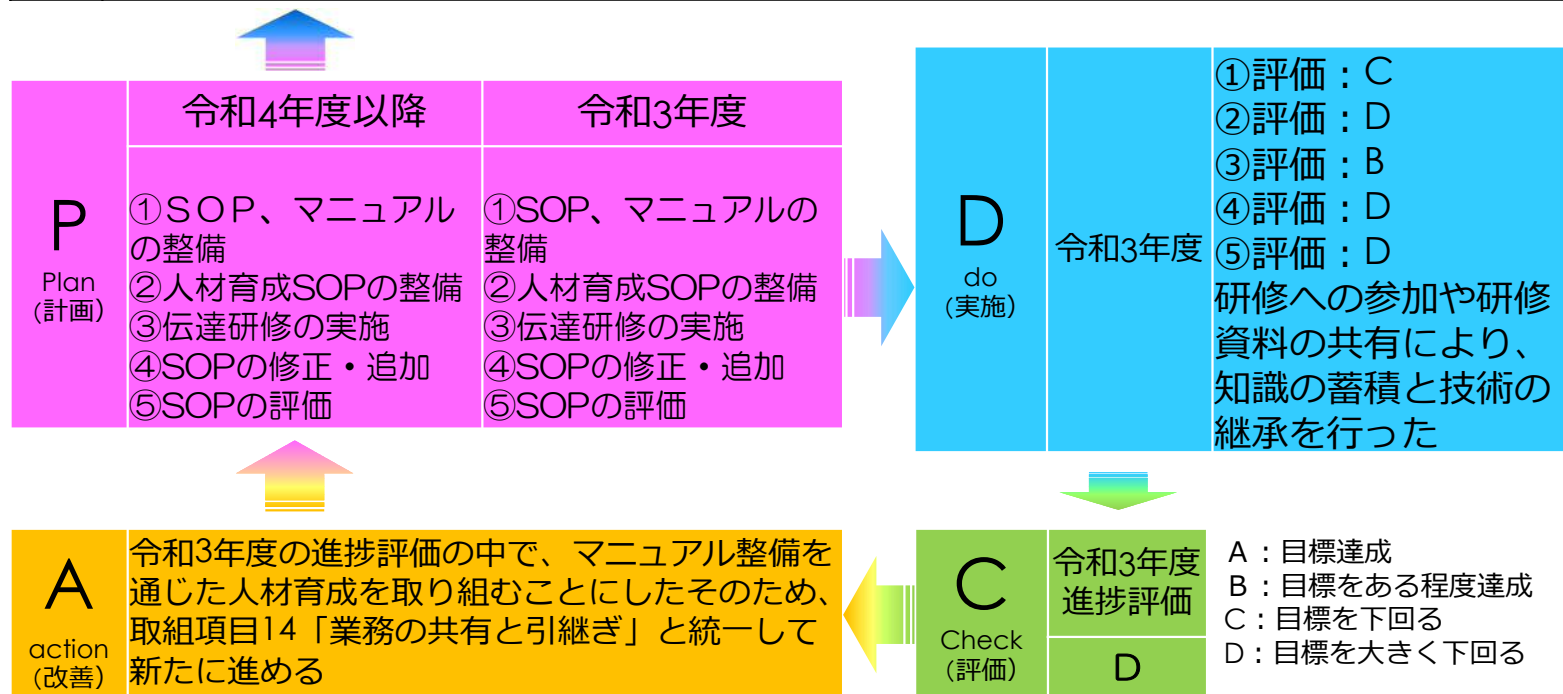 P
Plan
(計画)
令和4年度以降
①ＳＯＰ、マニュアル
の整備
②人材育成SOPの整備
③伝達研修の実施
④SOPの修正・追加
⑤SOPの評価
令和3年度
①SOP、マニュアルの
整備
②人材育成SOPの整備
③伝達研修の実施
④SOPの修正・追加
⑤SOPの評価
D
do
(実施)
令和3年度
①評価：C
②評価：D
③評価：B
④評価：D
⑤評価：D
研修への参加や研修
資料の共有により、
知識の蓄積と技術の
継承を行った
C
Check
(評価)
令和3年度
進捗評価
D
A：目標達成
B：目標をある程度達成
C：目標を下回る
D：目標を大きく下回る
A
action
(改善)
令和3年度の進捗評価の中で、マニュアル整備を
通じた人材育成を取り組むことにしたそのため、
取組項目14「業務の共有と引継ぎ」と統一して
新たに進める